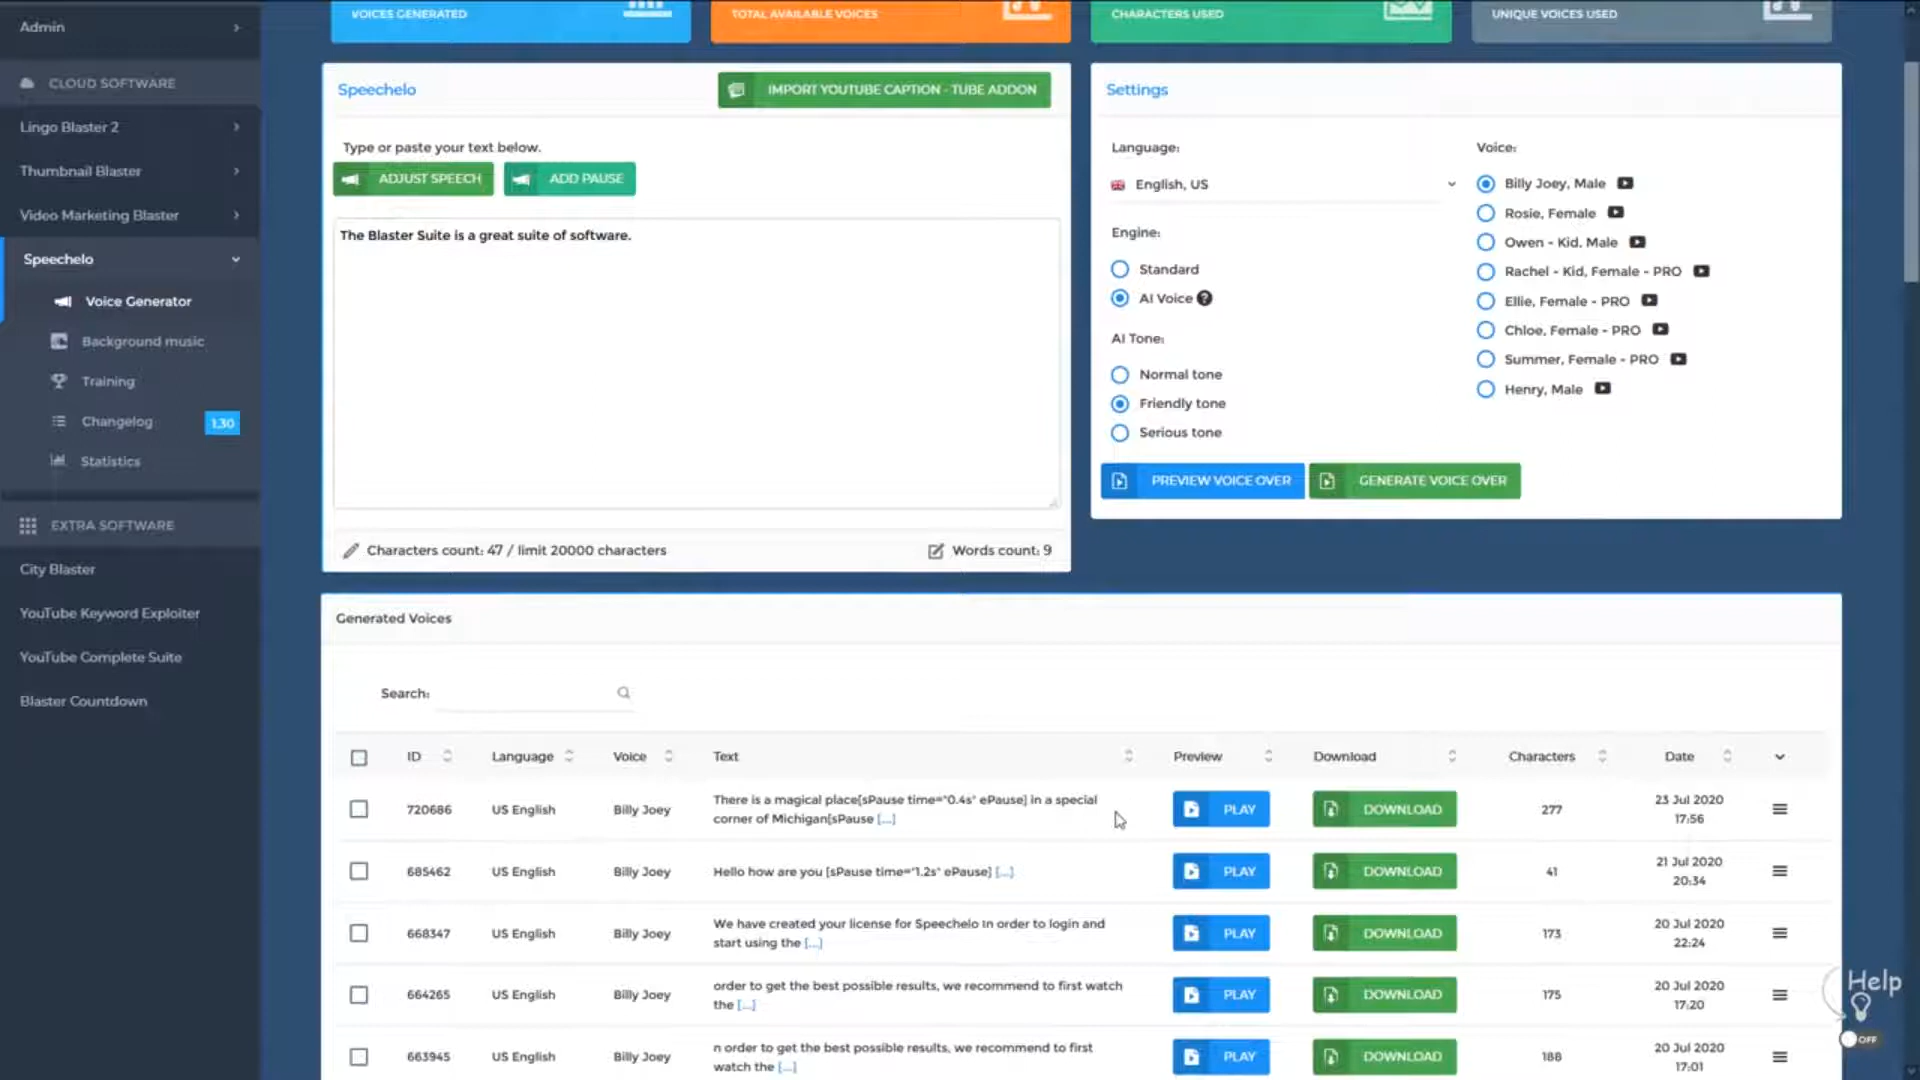 Admin
CLOUD SOFTWARE
Lingo Blaster 2
Thumbnail Blaster
Video Marketing Blaster
Speechelo
Voice Generator
Background music
Training
Changelog 1.30
Statistics
EXTRA SOFTWARE
City Blaster
YouTube Keyword Exploiter
YouTube Complete Suite
Blaster Countdown
VOICES GENERATED
TOTAL AVAILABLE VOICES
CHARACTERS USED
UNIQUE VOICES USED
Speechelo
IMPORT YOUTUBE CAPTION - TUBE ADDON
Type or paste your text below.
ADJUST SPEECH ADD PAUSE
The Blaster Suite is a great suite of software.
Characters count: 47 / limit 20000 characters
Words count: 9
Settings
Language:
English, US
Engine:
Standard
AI Voice ?
AI Tone:
Normal tone
Friendly tone
Serious tone
Voice:
Billy Joey, Male
Rosie, Female
Owen - Kid, Male
Rachel - Kid, Female - PRO
Ellie, Female - PRO
Chloe, Female - PRO
Summer, Female - PRO
Henry, Male
PREVIEW VOICE OVER GENERATE VOICE OVER
Generated Voices
Search:
ID Language Voice Text Preview Download Characters Date
720686 US English Billy Joey There is a magical place[sPause time="0.4s" ePause] in a special
corner of Michigan[sPause [...] PLAY DOWNLOAD 277 23 Jul 2020
17:56
685462 US English Billy Joey Hello how are you [sPause time="1.2s" ePause] [...] PLAY DOWNLOAD 41 21 Jul 2020
20:34
668347 US English Billy Joey We have created your license for Speechelo in order to login and
start using the [...] PLAY DOWNLOAD 173 20 Jul 2020
22:24
664265 US English Billy Joey order to get the best possible results, we recommend to first watch
the [...] PLAY DOWNLOAD 175 20 Jul 2020
17:20
663945 US English Billy Joey n order to get the best possible results, we recommend to first
watch the [...] PLAY DOWNLOAD 188 20 Jul 2020
17:01
Help
OFF